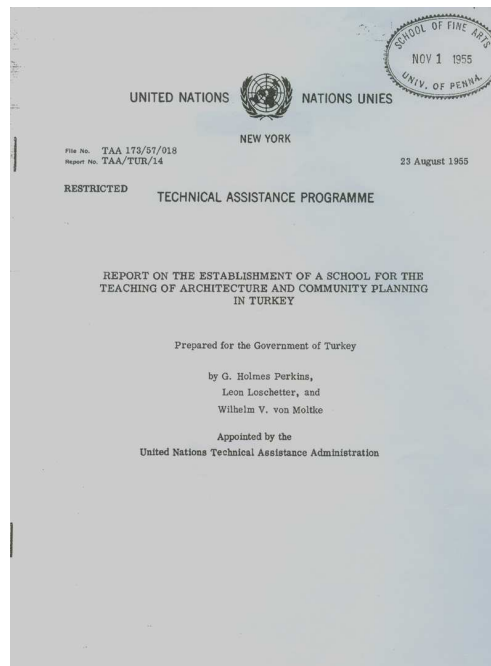 SCHOOL OF FINE ARTS
NOV 1 1955
UNIV. OF PENNA.
UNITED NATIONS NATIONS UNIES
NEW YORK
File No. TAA 173/57/018
Report No. TAA/TUR/14
23 August 1955
RESTRICTED
TECHNICAL ASSISTANCE PROGRAMME
REPORT ON THE ESTABLISHMENT OF A SCHOOL FOR THE
TEACHING OF ARCHITECTURE AND COMMUNITY PLANNING
IN TURKEY
Prepared for the Government of Turkey
by G. Holmes Perkins,
Leon Loschetter, and
Wilhelm V. von Moltke
Appointed by the
United Nations Technical Assistance Administration